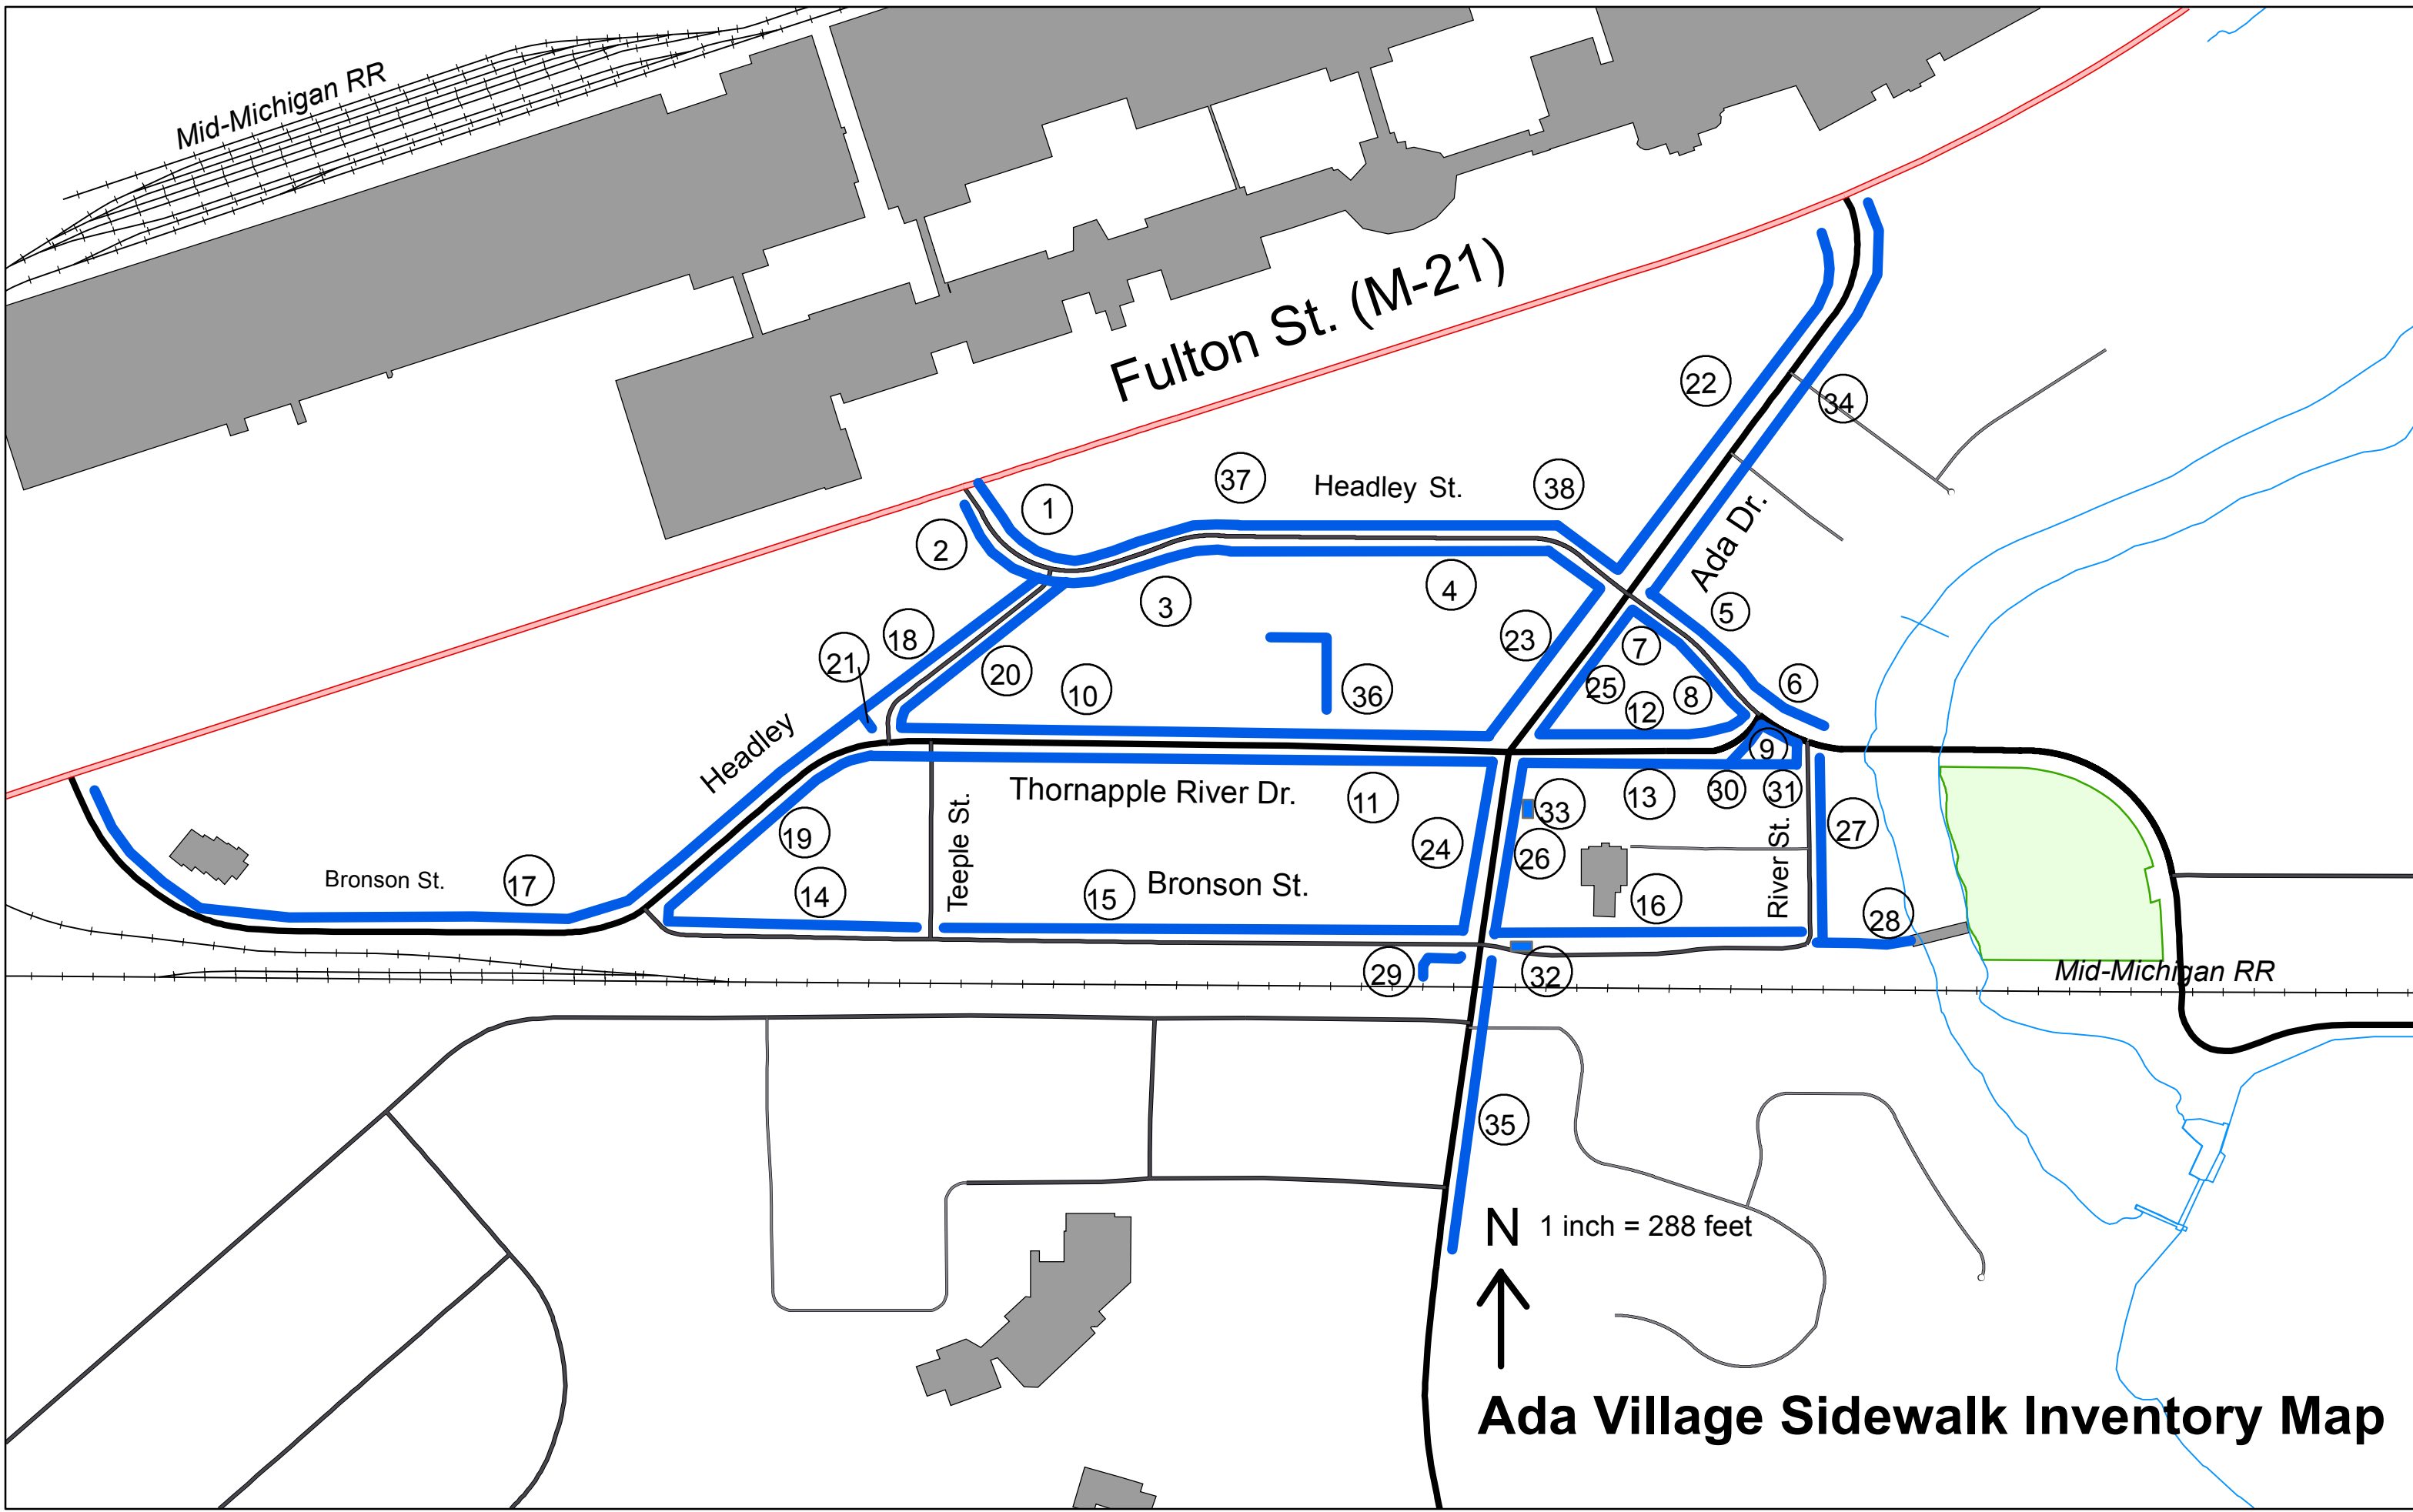 Mid-Michigan RR
Fulton St. (M-21)
22
34
37
Headley St.
38
1
2
Ada Dr.
3
4
5
23
7
18
21
20
10
36
25
8
6
12
Headley
9
Thornapple River Dr.
11
33
13
30
31
19
Teeple St.
24
26
River St.
27
Bronson St.
17
14
15
Bronson St.
16
28
29
32
Mid-Michigan RR
35
N
1 inch = 288 feet
Ada Village Sidewalk Inventory Map